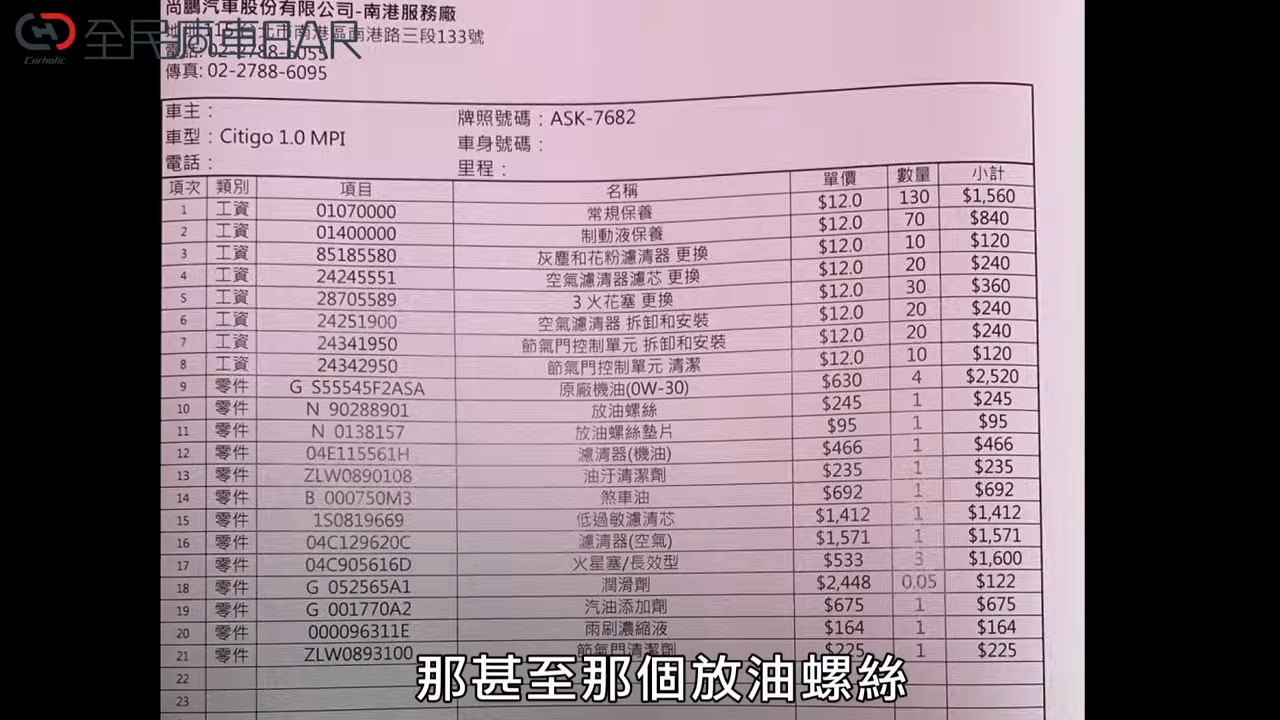 尚鵬汽車股份有限公司-南港服務廠
全民瘋車BAR
Carholic
南港區南港路三段133號
電話: 02-2788-6055
傳真: 02-2788-6095
車主：
牌照號碼：ASK-7682
車型：Citigo 1.0 MPI
車身號碼：
電話：
里程：
項次 類別 項目 名稱 單價 數量 小計
1 工資 01070000 常規保養 $12.0 130 $1,560
2 工資 01400000 制動液保養 $12.0 70 $840
3 工資 85185580 灰塵和花粉濾清器 更換 $12.0 10 $120
4 工資 24245551 空氣濾清器濾芯 更換 $12.0 20 $240
5 工資 28705589 3 火花塞 更換 $12.0 30 $360
6 工資 24251900 空氣濾清器 拆卸和安裝 $12.0 20 $240
7 工資 24341950 節氣門控制單元 拆卸和安裝 $12.0 20 $240
8 工資 24342950 節氣門控制單元 清潔 $12.0 10 $120
9 零件 G S55545F2ASA 原廠機油(0W-30) $630 4 $2,520
10 零件 N 90288901 放油螺絲 $245 1 $245
11 零件 N 0138157 放油螺絲墊片 $95 1 $95
12 零件 04E115561H 濾清器(機油) $466 1 $466
13 零件 ZLW0890108 油汙清潔劑 $235 1 $235
14 零件 B 000750M3 煞車油 $692 1 $692
15 零件 1S0819669 低過敏濾清芯 $1,412 1 $1,412
16 零件 04C129620C 濾清器(空氣) $1,571 1 $1,571
17 零件 04C905616D 火星塞/長效型 $533 3 $1,600
18 零件 G 052565A1 潤滑劑 $2,448 0.05 $122
19 零件 G 001770A2 汽油添加劑 $675 1 $675
20 零件 000096311E 雨刷濃縮液 $164 1 $164
21 零件 ZLW0893100 節氣門清潔劑 $225 1 $225
22
23
那甚至那個放油螺絲